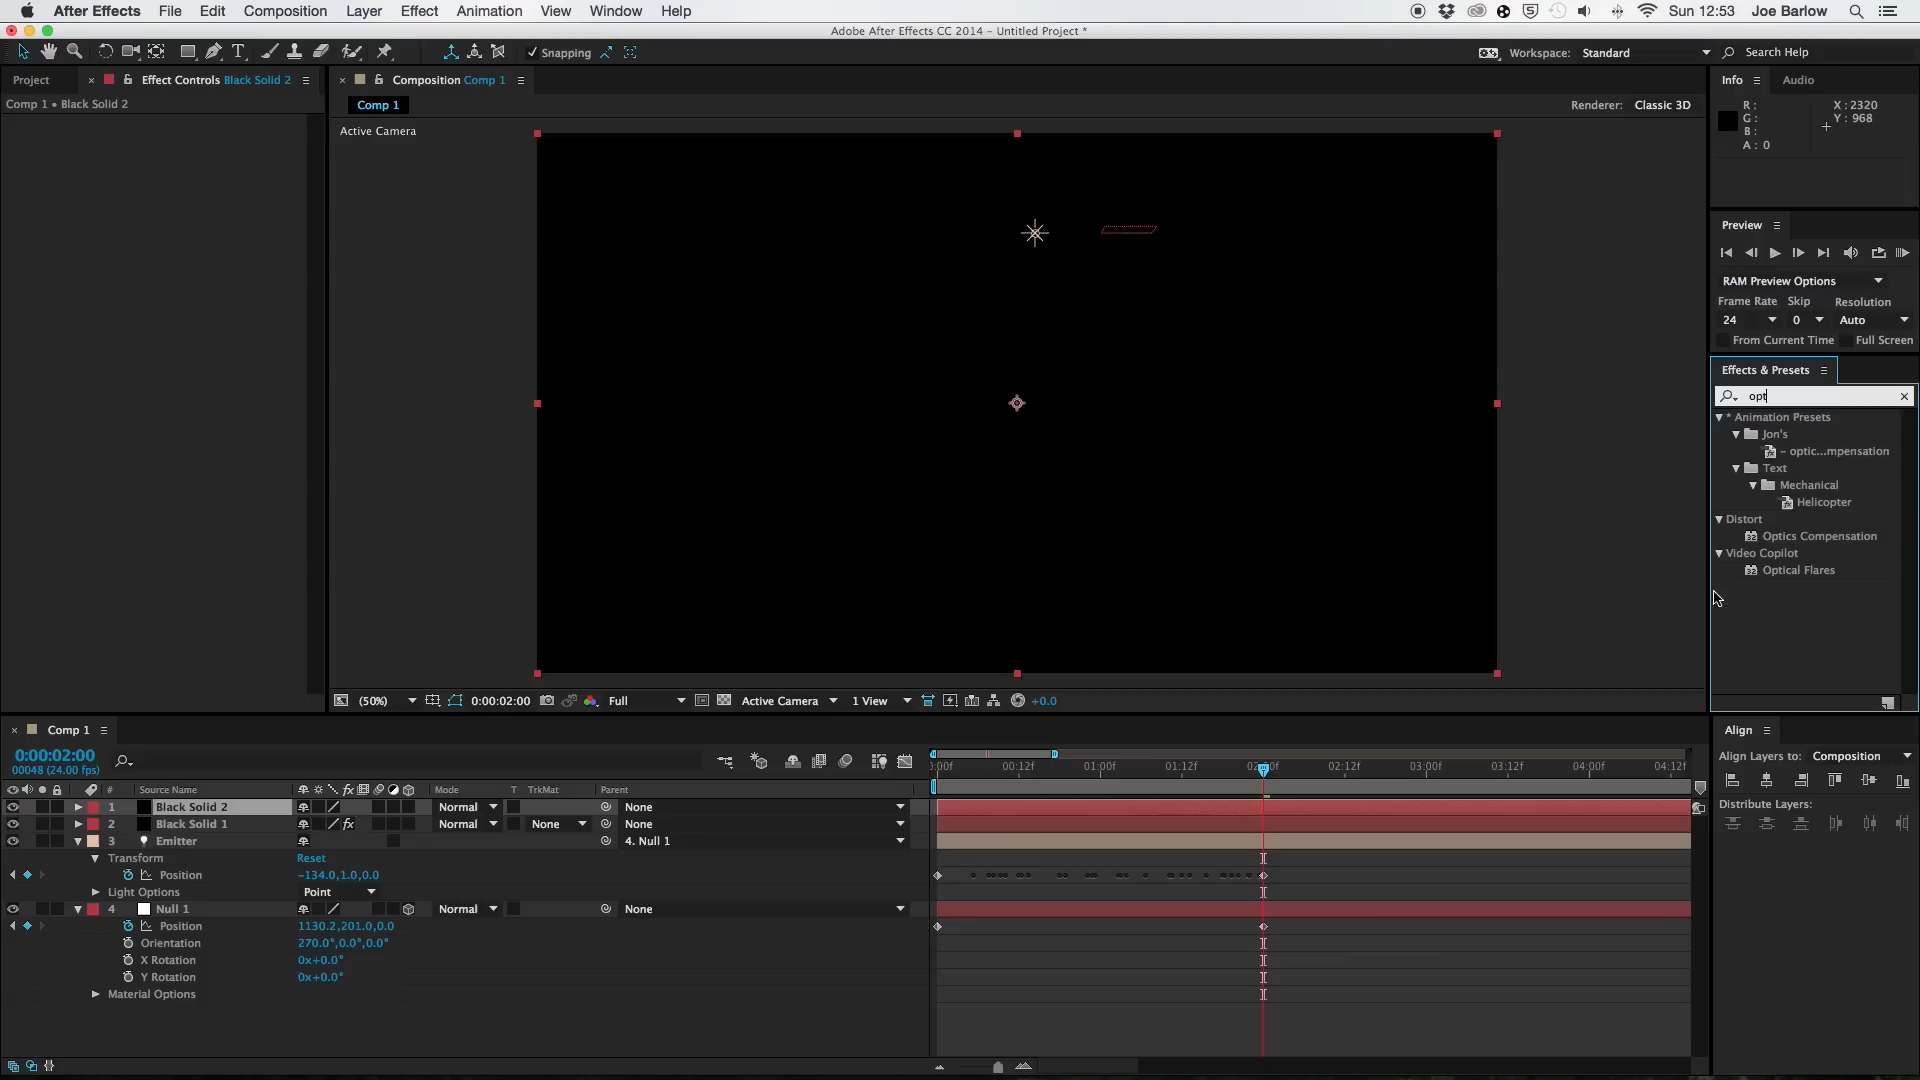 After Effects File Edit Composition Layer Effect Animation View Window Help Sun 12:53 Joe Barlow
Adobe After Effects CC 2014 – Untitled Project *
Snapping Workspace: Standard Search Help
Project Effect Controls Black Solid 2 Composition Comp 1 Info Audio
Comp 1 • Black Solid 2 Comp 1 Renderer: Classic 3D
Active Camera
R :
G :
B :
A : 0
X : 2320
Y : 968
Preview
RAM Preview Options
Frame Rate Skip Resolution
24 0 Auto
From Current Time Full Screen
Effects & Presets
opt
* Animation Presets
Jon's
– optic...mpensation
Text
Mechanical
Helicopter
Distort
32 Optics Compensation
Video Copilot
32 Optical Flares
(50%) 0:00:02:00 Full Active Camera 1 View +0.0
Comp 1
0:00:02:00
00048 (24.00 fps)
):00f 00:12f 01:00f 01:12f 02:00f 02:12f 03:00f 03:12f 04:00f 04:12f
# Source Name fx Mode T TrkMat Parent
1 Black Solid 2 Normal None
2 Black Solid 1 fx Normal None None
3 Emitter 4. Null 1
Transform Reset
Position –134.0,1.0,0.0
Light Options Point
4 Null 1 Normal None
Position 1130.2,201.0,0.0
Orientation 270.0°,0.0°,0.0°
X Rotation 0x+0.0°
Y Rotation 0x+0.0°
Material Options
Align
Align Layers to: Composition
Distribute Layers: